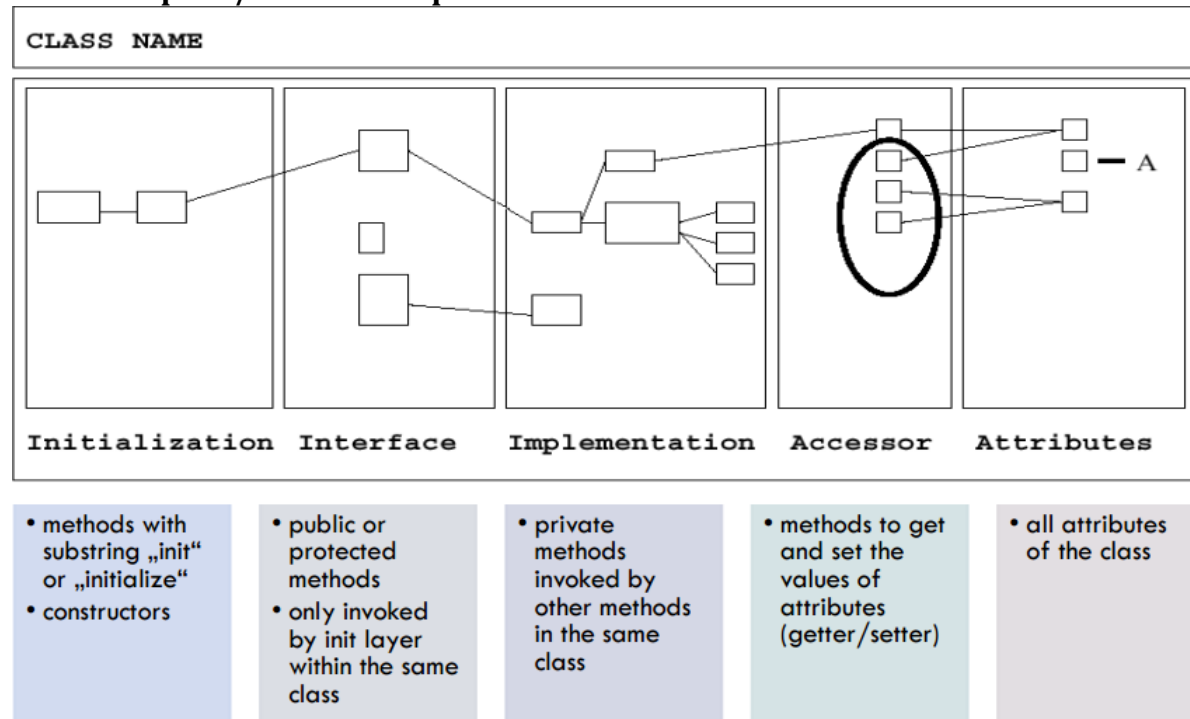 CLASS NAME
A
Initialization
Interface
Implementation
Accessor
Attributes
• methods with
substring „init“
or „initialize“
• constructors
• public or
protected
methods
• only invoked
by init layer
within the same
class
• private
methods
invoked by
other methods
in the same
class
• methods to get
and set the
values of
attributes
(getter/setter)
• all attributes
of the class